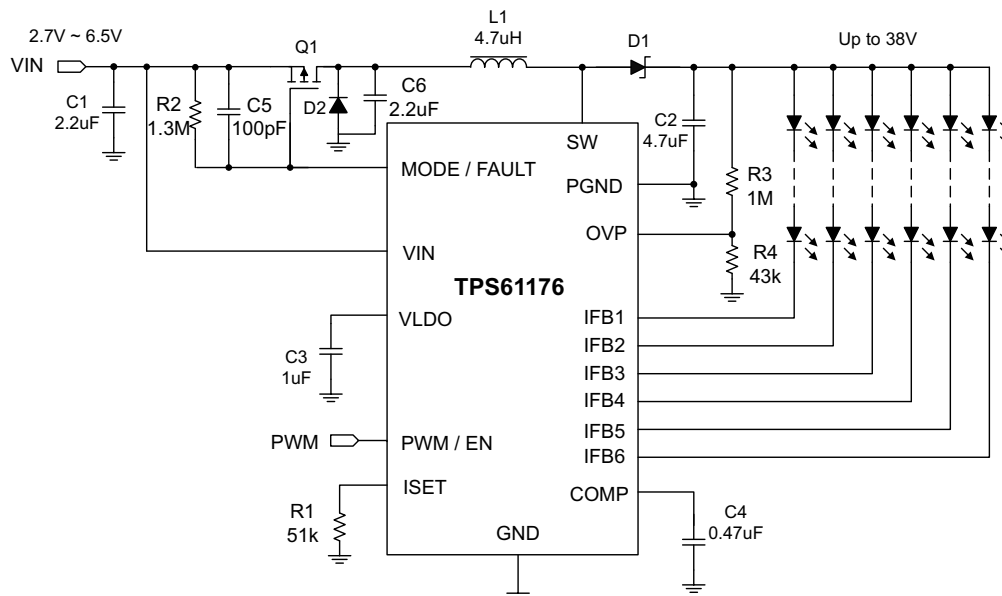 2.7V ~ 6.5V
VIN
C1
2.2uF
R2
1.3M
C5
100pF
Q1
D2
C6
2.2uF
L1
4.7uH
D1
Up to 38V
C2
4.7uF
R3
1M
R4
43k
SW
MODE / FAULT
PGND
VIN
OVP
TPS61176
VLDO
C3
1uF
IFB1
IFB2
IFB3
IFB4
IFB5
IFB6
PWM
PWM / EN
ISET
R1
51k
COMP
C4
0.47uF
GND